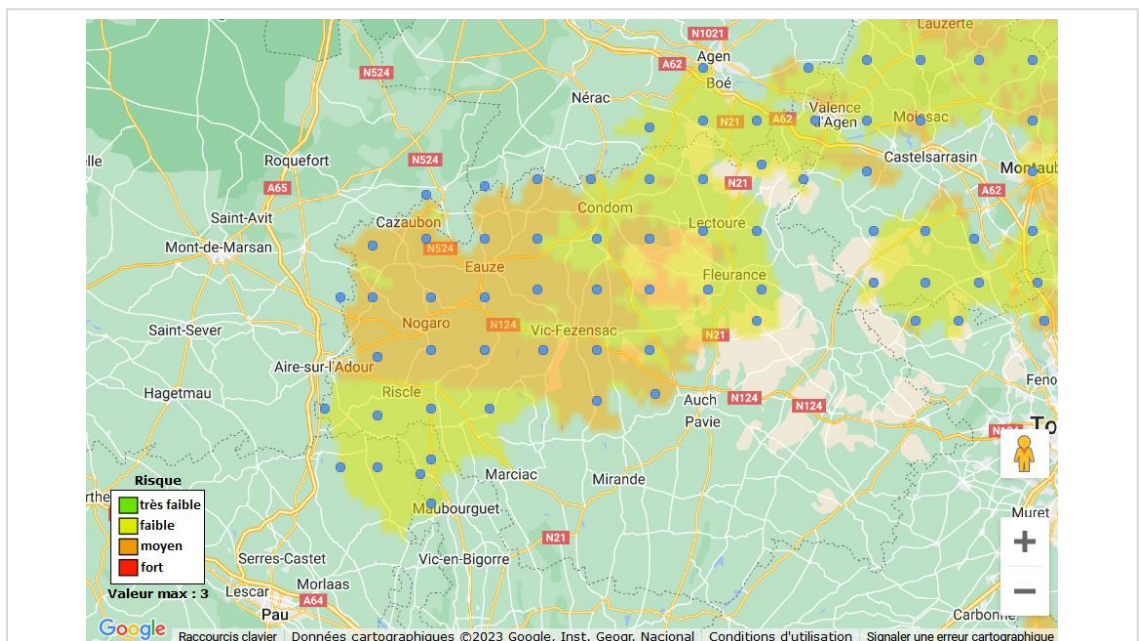 Lauzerte
N1021
Agen
A62
Boé
N524
Nérac
Valence
d'Agen
N21
A62
Moissac
elle
Roquefort
N524
Castelsarrasin
Montaub
A65
N21
A62
Condom
Saint-Avit
Cazaubon
Lectoure
Mont-de-Marsan
N524
Eauze
Fleurance
Nogaro
N124
Vic-Fezensac
Saint-Sever
N21
Aire-sur-l'Adour
Feno
Hagetmau
Riscle
Auch
N124
N124
Pavie
To
Marciac
Mirande
Risque
très faible
faible
moyen
fort
Valeur max : 3
Maubourguet
Muret
N21
Serres-Castet
Vic-en-Bigorre
Morlaas
Lescar
A64
Pau
Carbonne
Google
Raccourcis clavier
Données cartographiques ©2023 Google, Inst. Geogr. Nacional
Conditions d'utilisation
Signaler une erreur cartographique